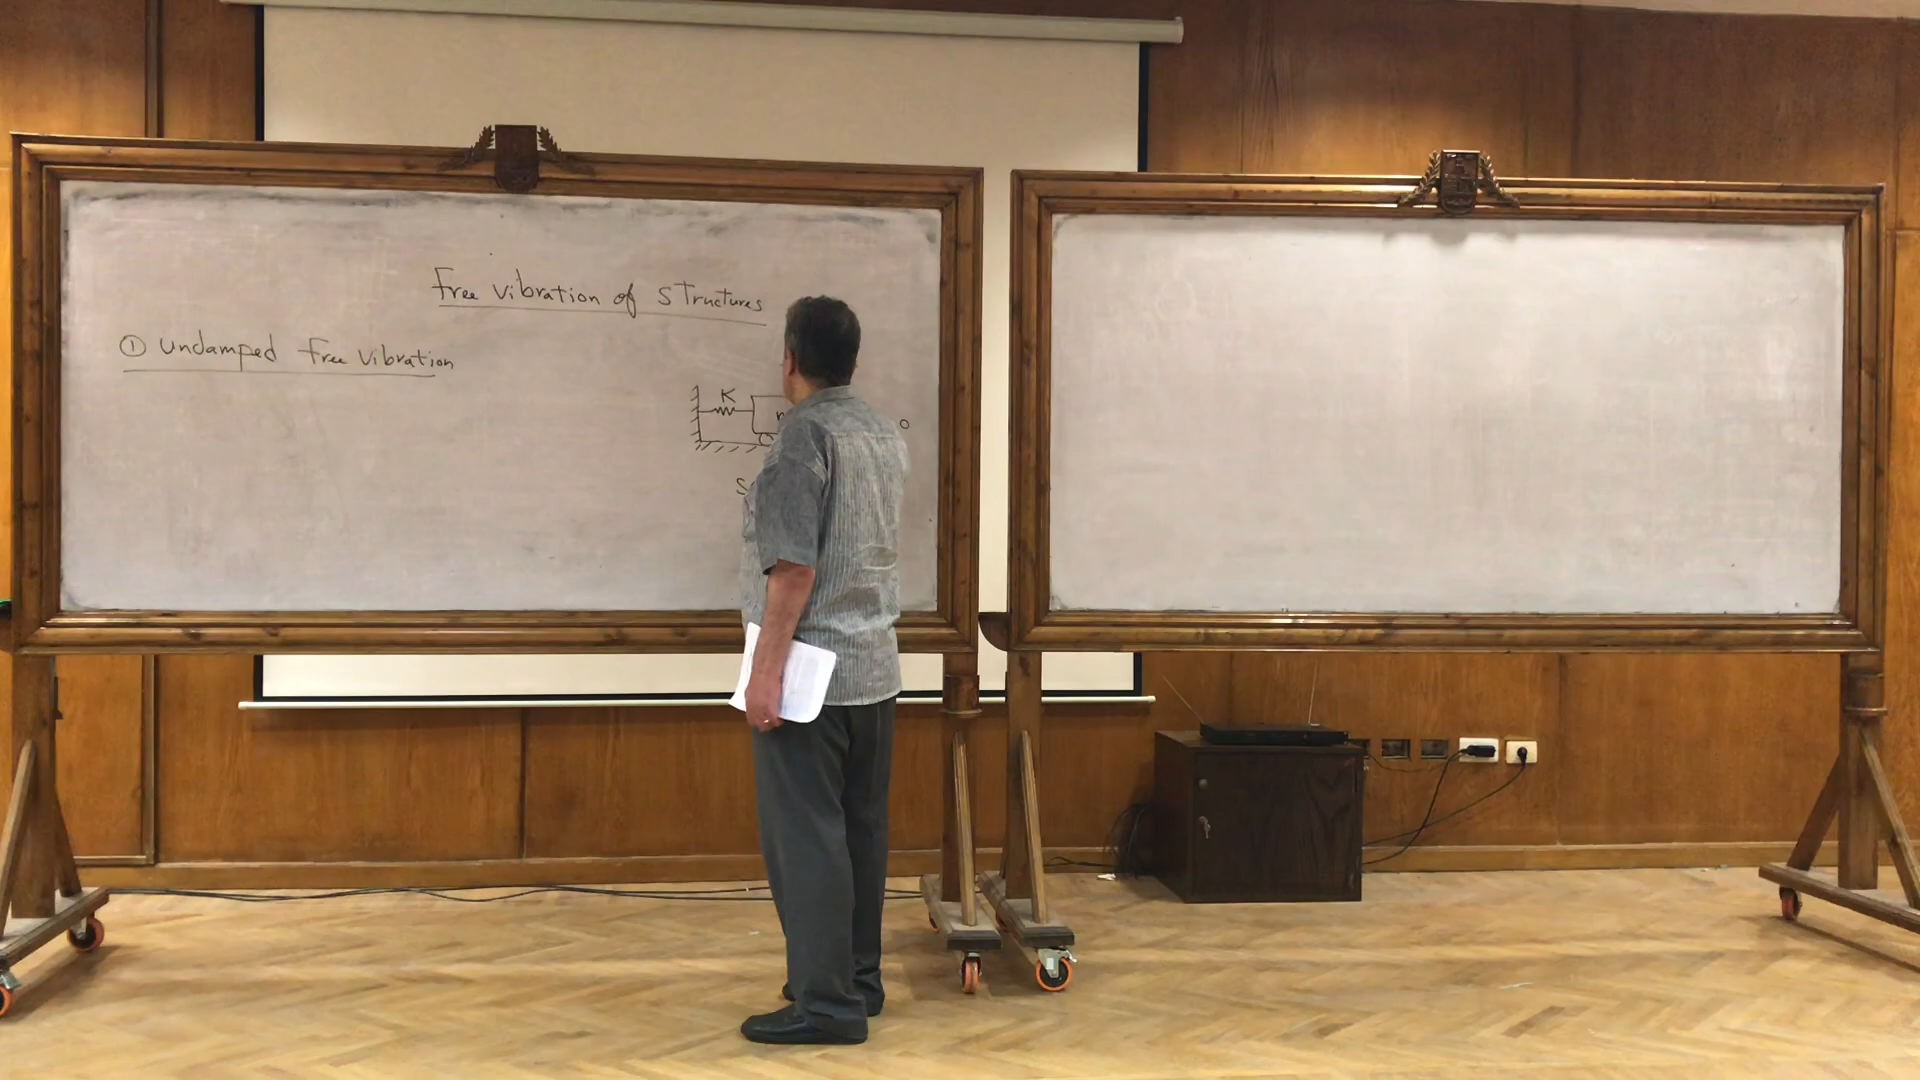 Free vibration of structures
① undamped free vibration
K
o